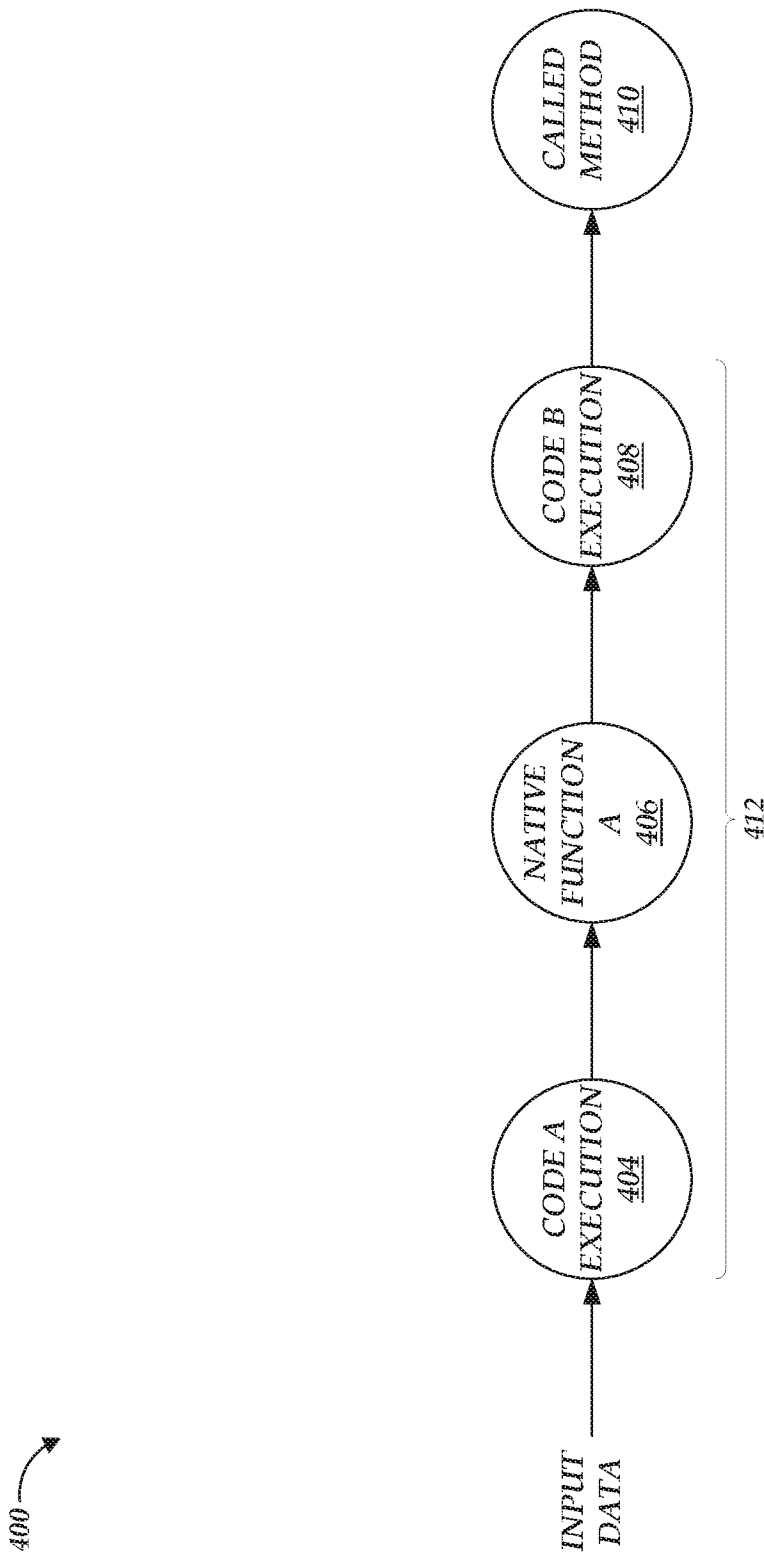 400
INPUT
DATA
CODE A
EXECUTION
404
NATIVE
FUNCTION
A
406
CODE B
EXECUTION
408
CALLED
METHOD
410
412